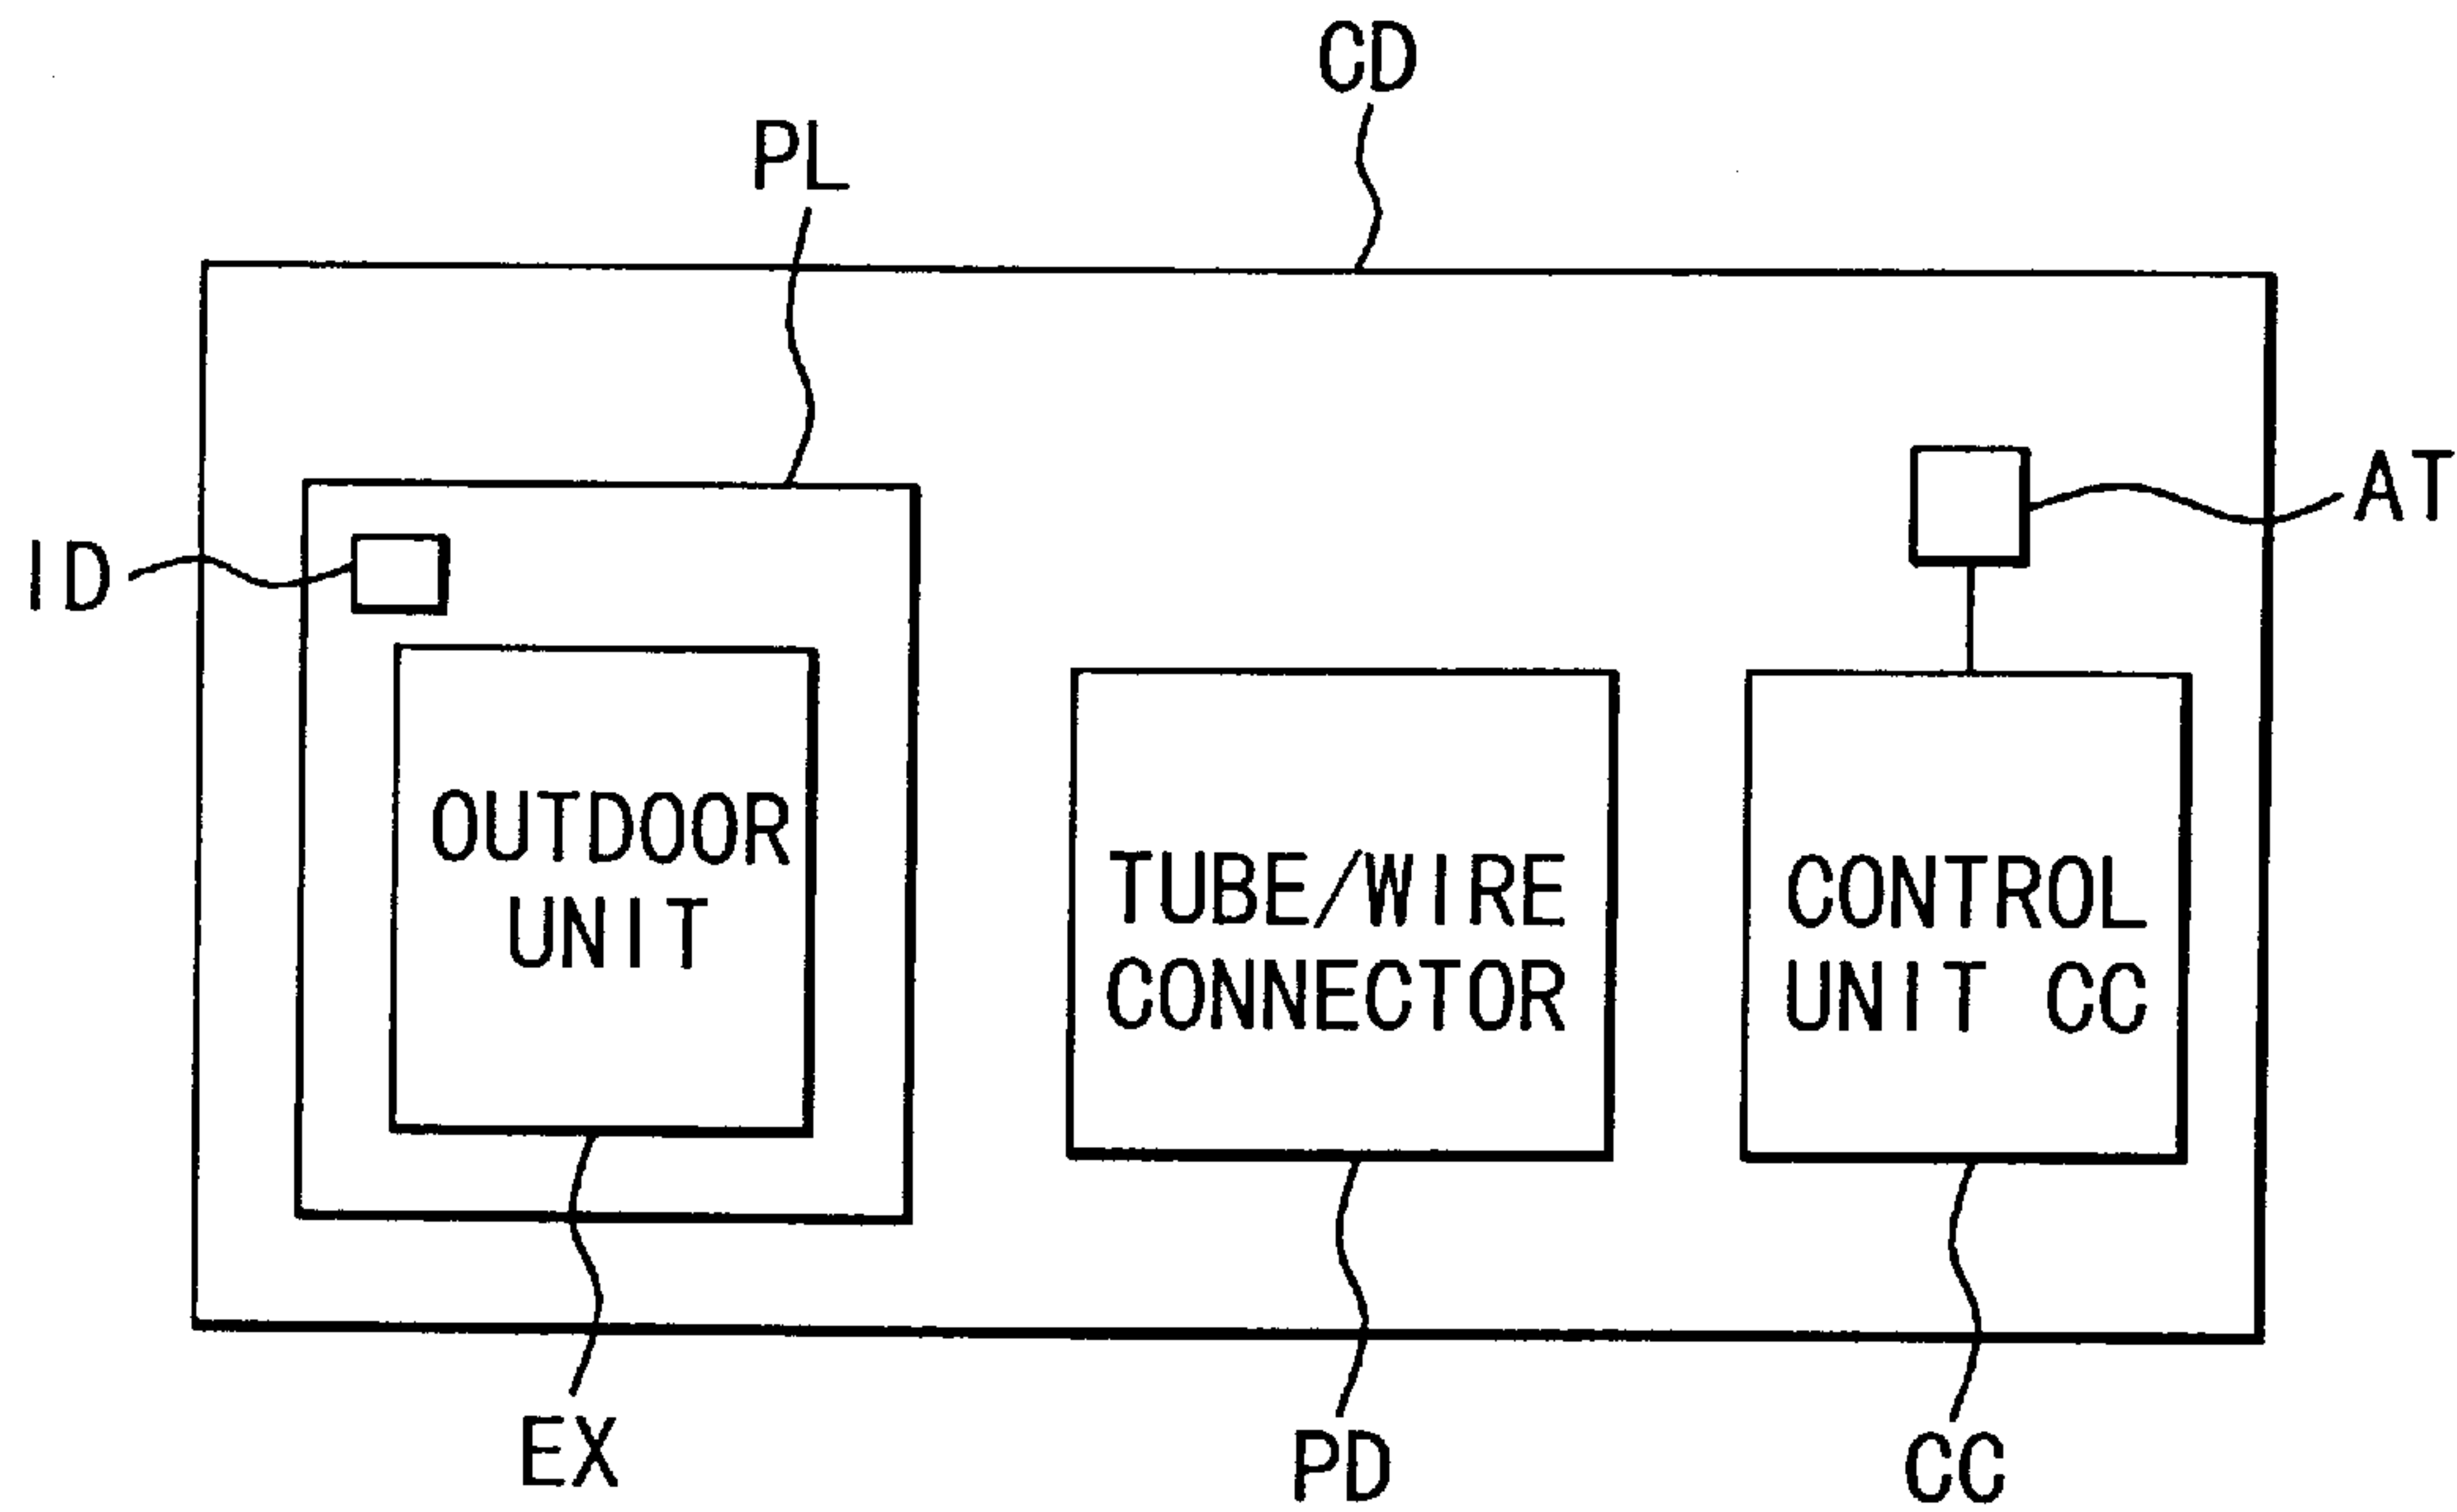 CD
PL
AT
ID
OUTDOOR
UNIT
TUBE/WIRE
CONNECTOR
CONTROL
UNIT CC
EX
PD
CC